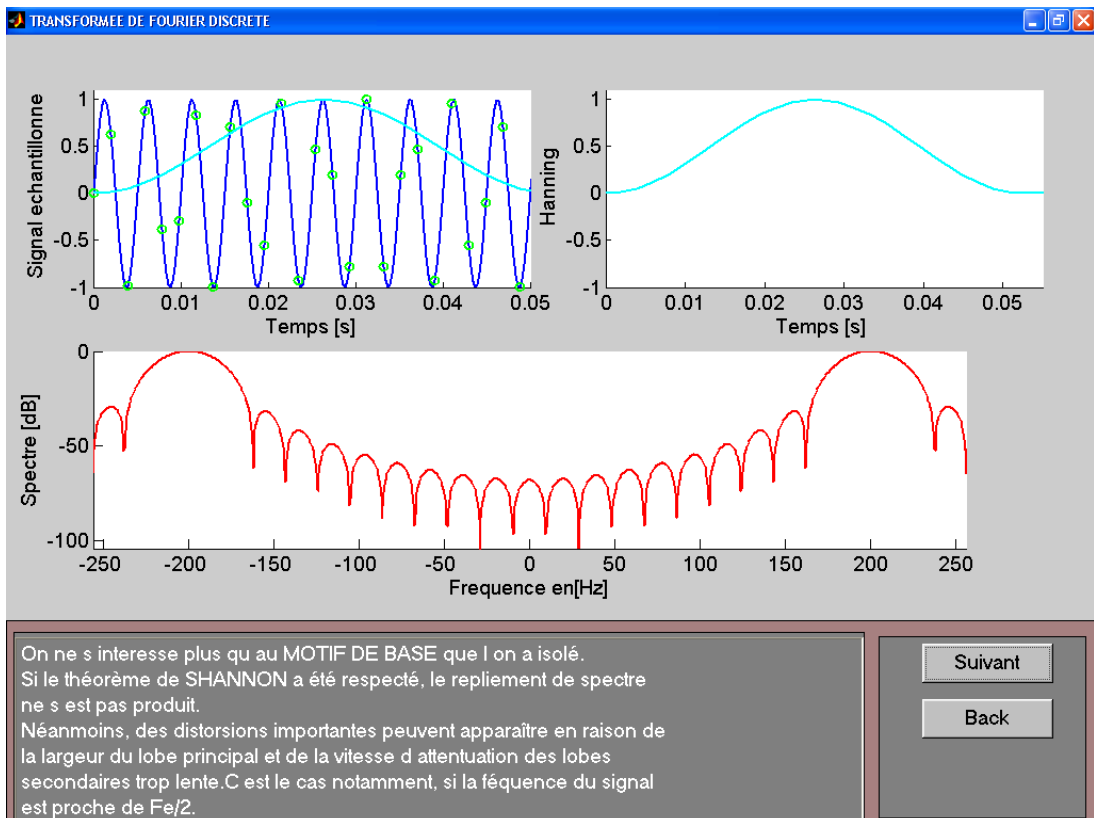 TRANSFORMEE DE FOURIER DISCRETE
Signal echantillonne
1
0.5
0
-0.5
-1
0 0.01 0.02 0.03 0.04 0.05
Temps [s]
Hanning
1
0.5
0
-0.5
-1
0 0.01 0.02 0.03 0.04 0.05
Temps [s]
Spectre [dB]
0
-50
-100
-250 -200 -150 -100 -50 0 50 100 150 200 250
Frequence en[Hz]
On ne s interesse plus qu au MOTIF DE BASE que l on a isolé.
Si le théorème de SHANNON a été respecté, le repliement de spectre
ne s est pas produit.
Néanmoins, des distorsions importantes peuvent apparaître en raison de
la largeur du lobe principal et de la vitesse d attentuation des lobes
secondaires trop lente.C est le cas notamment, si la féquence du signal
est proche de Fe/2.
Suivant
Back